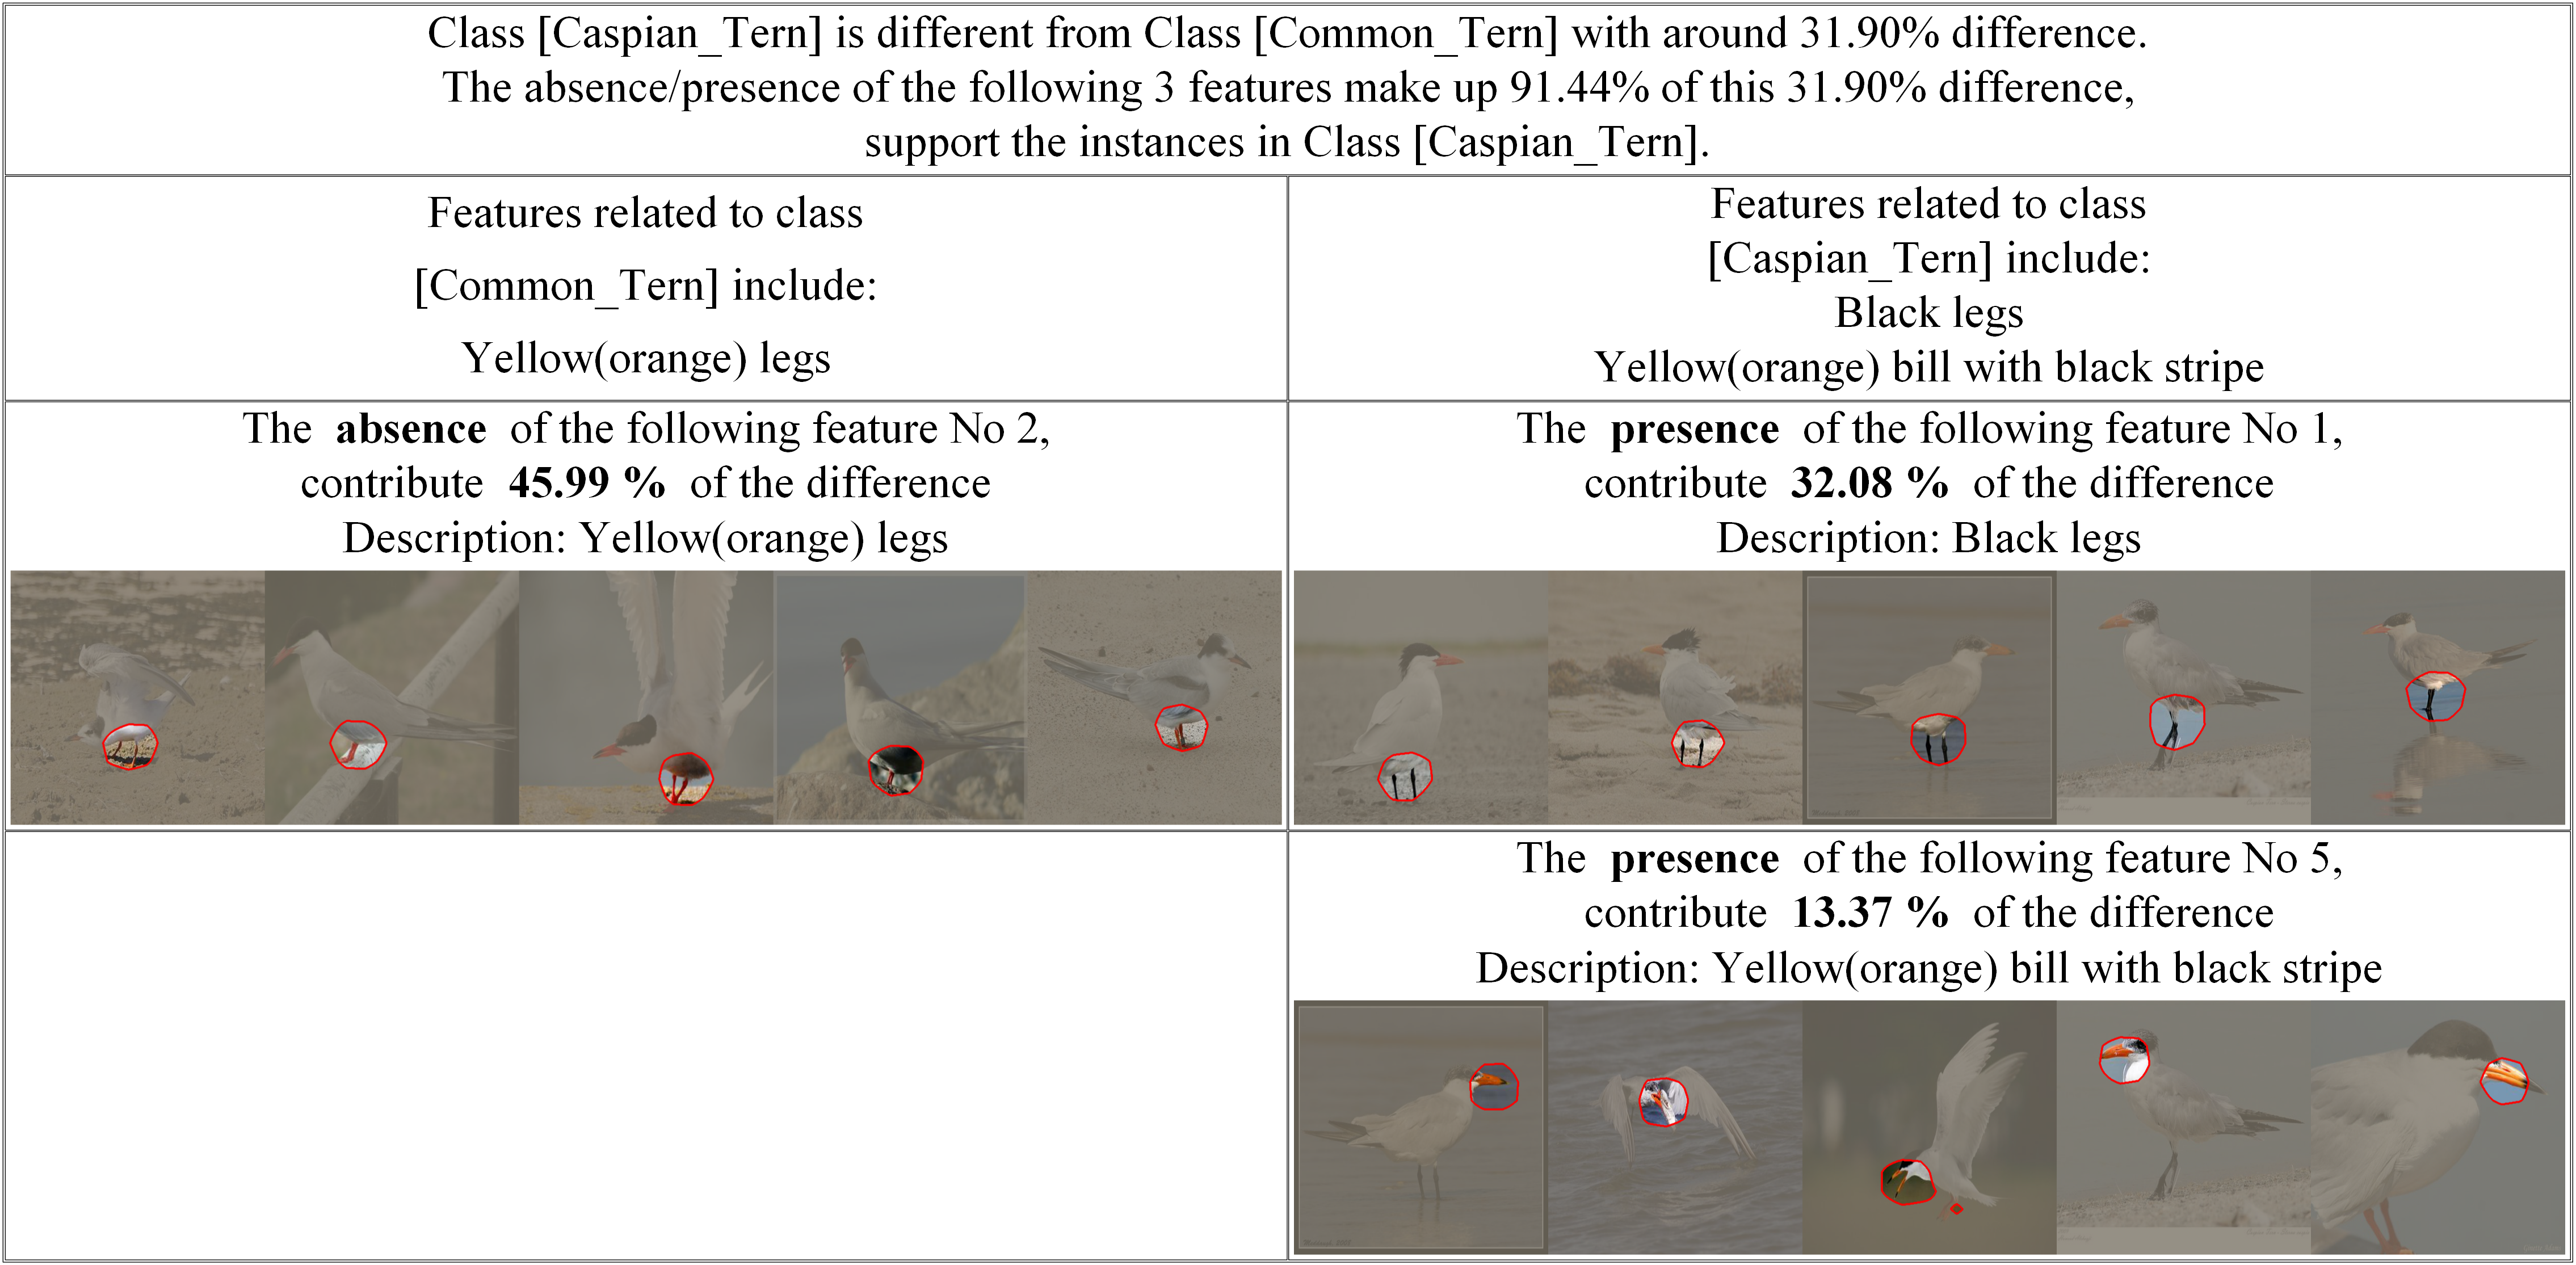 Class [Caspian_Tern] is different from Class [Common_Tern] with around 31.90% difference.
The absence/presence of the following 3 features make up 91.44% of this 31.90% difference,
support the instances in Class [Caspian_Tern].
Features related to class
[Common_Tern] include:
Yellow(orange) legs
Features related to class
[Caspian_Tern] include:
Black legs
Yellow(orange) bill with black stripe
The absence of the following feature No 2,
contribute 45.99 % of the difference
Description: Yellow(orange) legs
The presence of the following feature No 1,
contribute 32.08 % of the difference
Description: Black legs
The presence of the following feature No 5,
contribute 13.37 % of the difference
Description: Yellow(orange) bill with black stripe